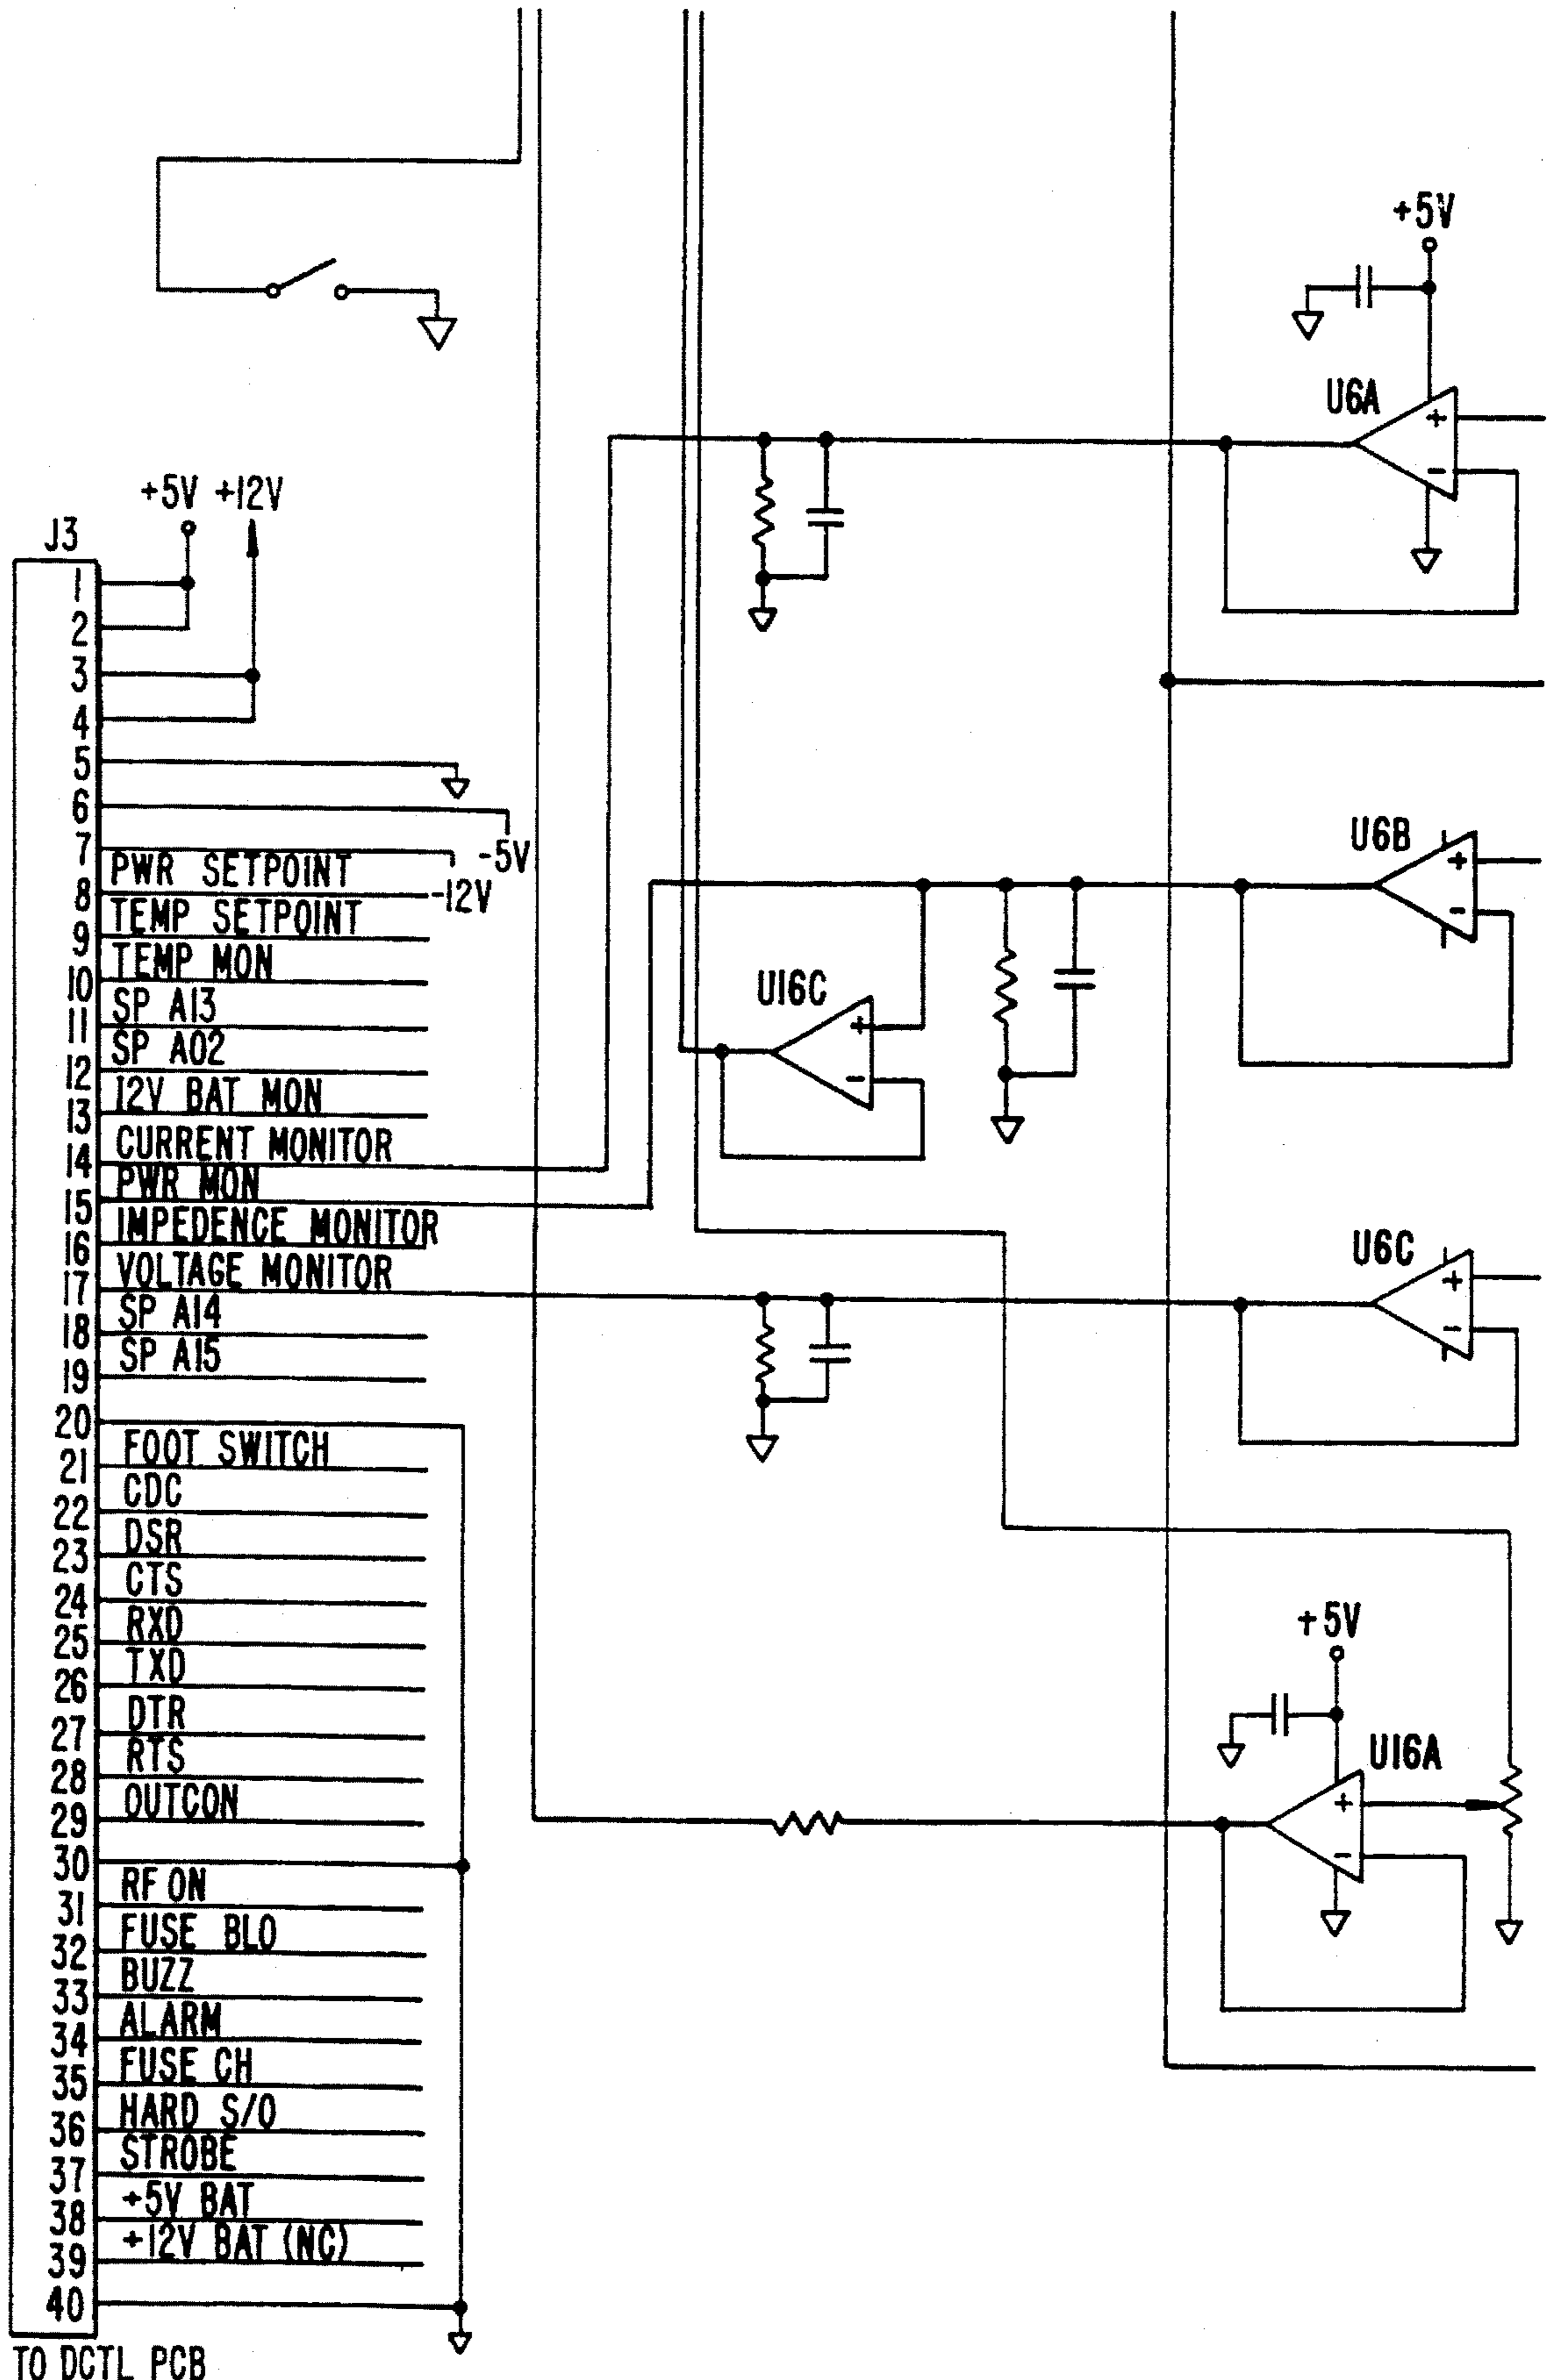 +5V
U6A
+5V +12V
J3
1
2
3
4
5
6
7
-5V
PWR SETPOINT
8
-12V
TEMP SETPOINT
9
TEMP MON
10
SP A13
11
SP A02
12
12V BAT MON
13
CURRENT MONITOR
14
PWR MON
15
IMPEDENCE MONITOR
16
VOLTAGE MONITOR
17
SP A14
18
SP A15
19
20
FOOT SWITCH
21
CDC
22
DSR
23
CTS
24
RXD
25
TXD
26
DTR
27
RTS
28
OUTCON
29
30
RF ON
31
FUSE BLO
32
BUZZ
33
ALARM
34
FUSE CH
35
HARD S/O
36
STROBE
37
+5V BAT
38
+12V BAT (NC)
39
40
TO DCTL PCB
U6B
U16C
U6C
+5V
U16A
+
-
+
-
+
-
+
-
+
-